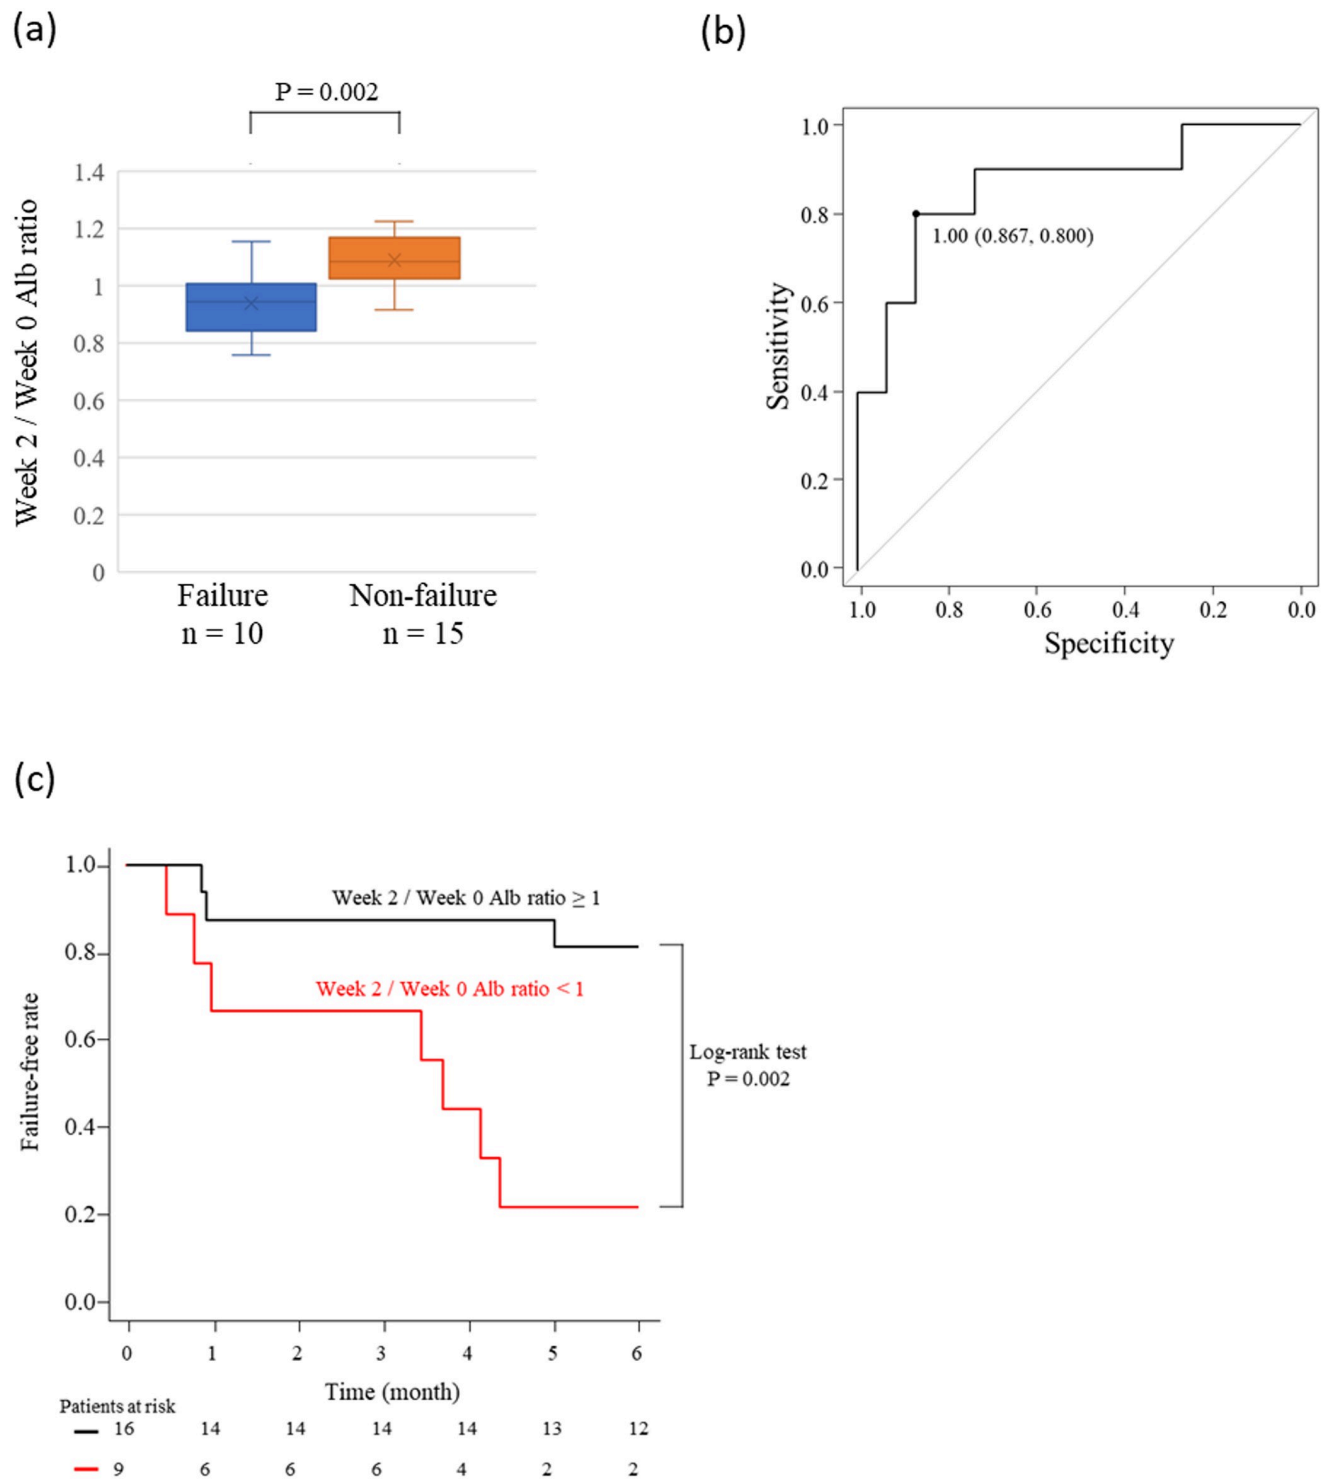 (a)
P = 0.002
Week 2 / Week 0 Alb ratio
1.4
1.2
1
0.8
0.6
0.4
0.2
0
Failure
Non-failure
n = 10
n = 15
(b)
Sensitivity
1.0
0.8
0.6
0.4
0.2
0.0
1.00 (0.867, 0.800)
1.0 0.8 0.6 0.4 0.2 0.0
Specificity
(c)
Failure-free rate
1.0
0.8
0.6
0.4
0.2
0.0
Week 2 / Week 0 Alb ratio ≥ 1
Week 2 / Week 0 Alb ratio < 1
Log-rank test
P = 0.002
0 1 2 3 4 5 6
Time (month)
Patients at risk
16 14 14 14 14 13 12
9 6 6 6 4 2 2